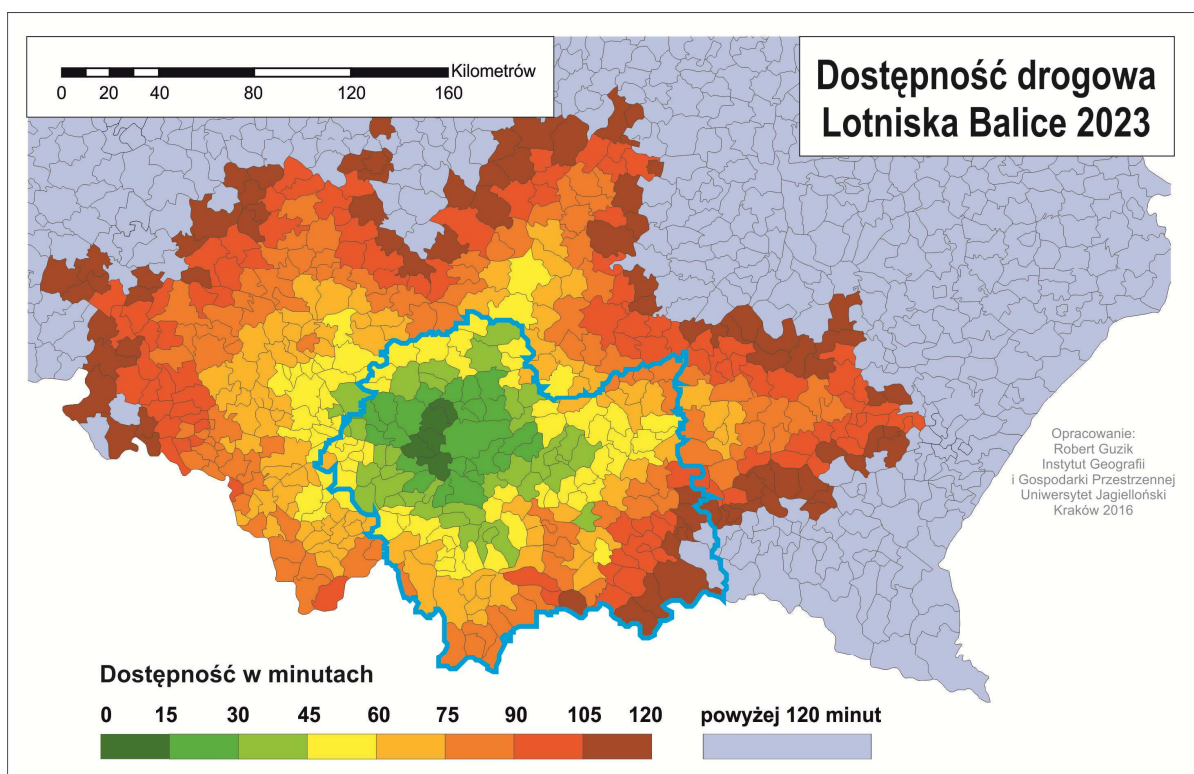 Kilometrów
0 20 40 80 120 160
Dostępność drogowa
Lotniska Balice 2023
Opracowanie:
Robert Guzik
Instytut Geografii
i Gospodarki Przestrzennej
Uniwersytet Jagielloński
Kraków 2016
Dostępność w minutach
0 15 30 45 60 75 90 105 120 powyżej 120 minut